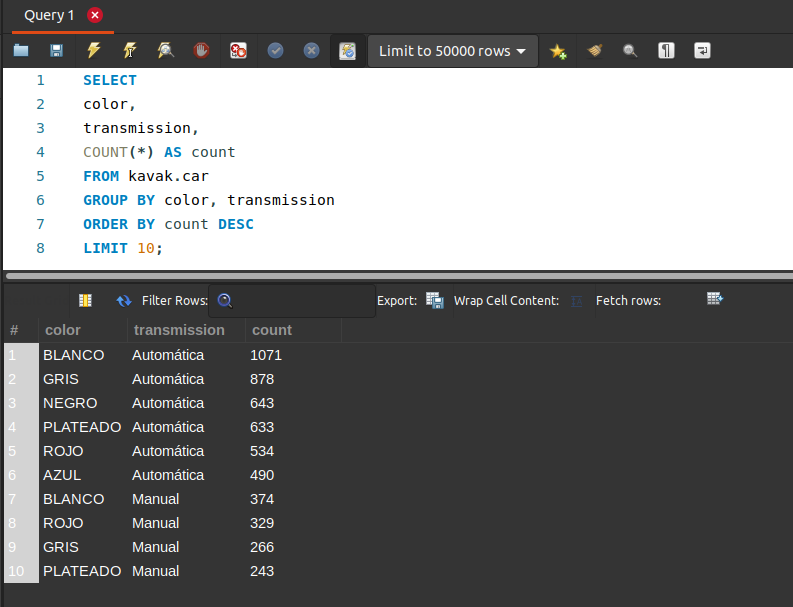 Query 1
Limit to 50000 rows
1 SELECT
2 color,
3 transmission,
4 COUNT(*) AS count
5 FROM kavak.car
6 GROUP BY color, transmission
7 ORDER BY count DESC
8 LIMIT 10;
Filter Rows: Export: Wrap Cell Content: Fetch rows:
# color transmission count
1 BLANCO Automática 1071
2 GRIS Automática 878
3 NEGRO Automática 643
4 PLATEADO Automática 633
5 ROJO Automática 534
6 AZUL Automática 490
7 BLANCO Manual 374
8 ROJO Manual 329
9 GRIS Manual 266
10 PLATEADO Manual 243